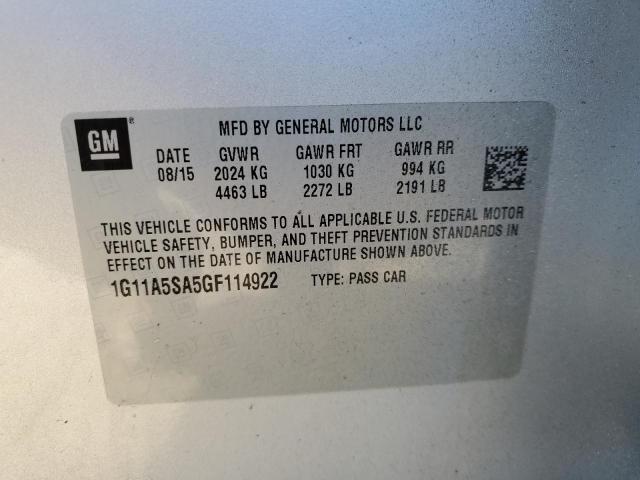 GM ®
MFD BY GENERAL MOTORS LLC
DATE GVWR GAWR FRT GAWR RR
08/15 2024 KG 1030 KG 994 KG
4463 LB 2272 LB 2191 LB
THIS VEHICLE CONFORMS TO ALL APPLICABLE U.S. FEDERAL MOTOR
VEHICLE SAFETY, BUMPER, AND THEFT PREVENTION STANDARDS IN
EFFECT ON THE DATE OF MANUFACTURE SHOWN ABOVE.
1G11A5SA5GF114922 TYPE: PASS CAR